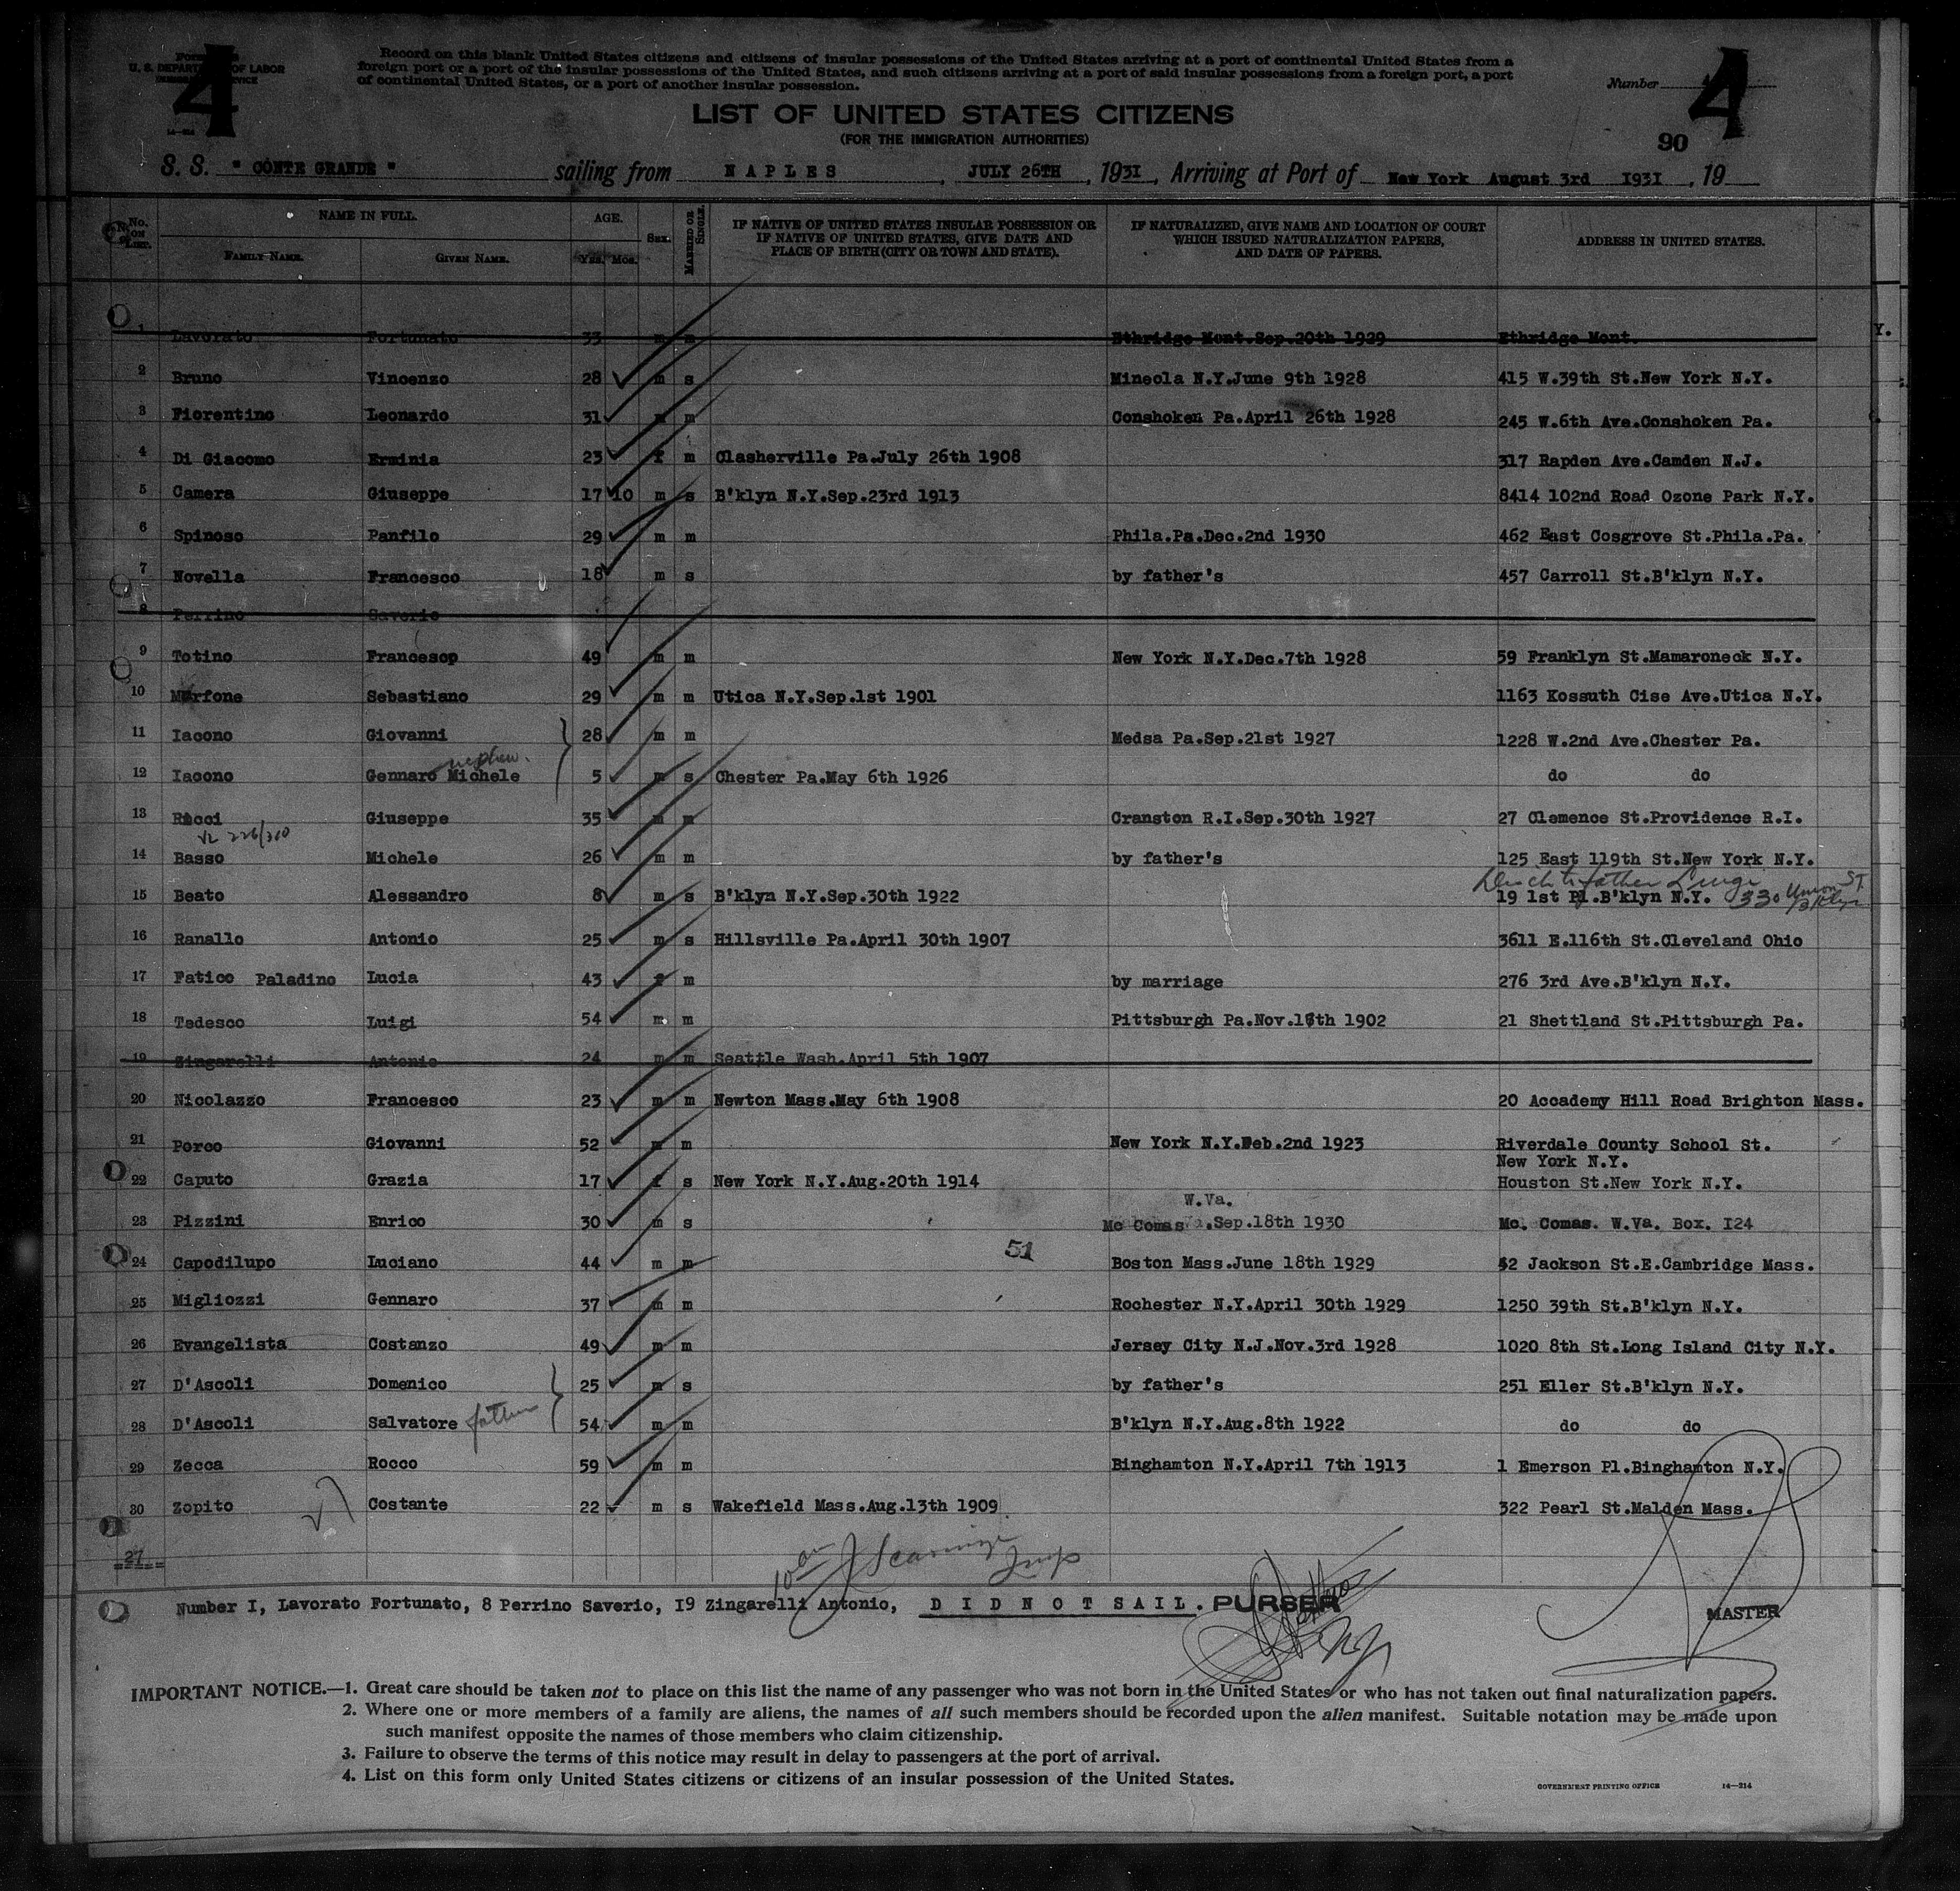 Form
U. S. DEPARTMENT OF LABOR
IMMIGRATION SERVICE
14—214
4
Record on this blank United States citizens and citizens of insular possessions of the United States arriving at a port of continental United States from a
foreign port or a port of the insular possessions of the United States, and such citizens arriving at a port of said insular possessions from a foreign port, a port
of continental United States, or a port of another insular possession.
Number 4
LIST OF UNITED STATES CITIZENS
(FOR THE IMMIGRATION AUTHORITIES)
90
S. S. " CONTE GRANDE " sailing from NAPLES, JULY 26TH, 1931, Arriving at Port of New York August 3rd 1931, 19
No. ON LIST. NAME IN FULL. FAMILY NAME. GIVEN NAME. AGE. YRS. MOS. SEX. MARRIED OR SINGLE. IF NATIVE OF UNITED STATES INSULAR POSSESSION OR IF NATIVE OF UNITED STATES, GIVE DATE AND PLACE OF BIRTH (CITY OR TOWN AND STATE). IF NATURALIZED, GIVE NAME AND LOCATION OF COURT WHICH ISSUED NATURALIZATION PAPERS, AND DATE OF PAPERS. ADDRESS IN UNITED STATES.
1 Lavorato Fortunato 33 m m Ethridge Mont.Sep.20th 1929 Ethridge Mont. Y.
2 Bruno Vincenzo 28 m s Mineola N.Y.June 9th 1928 415 W.39th St.New York N.Y.
3 Fiorentino Leonardo 31 m m Conshoken Pa.April 26th 1928 245 W.6th Ave.Conshoken Pa.
4 Di Giacomo Erminia 23 f m Clasherville Pa.July 26th 1908 317 Rapden Ave.Camden N.J.
5 Camera Giuseppe 17 10 m s B'klyn N.Y.Sep.23rd 1913 8414 102nd Road Ozone Park N.Y.
6 Spinoso Panfilo 29 m m Phila.Pa.Dec.2nd 1930 462 East Cosgrove St.Phila.Pa.
7 Novella Francesco 18 m s by father's 457 Carroll St.B'klyn N.Y.
8 Perrino Saverio
9 Totino Francesco 49 m m New York N.Y.Dec.7th 1928 59 Franklyn St.Mamaroneck N.Y.
10 Murfone Sebastiano 29 m m Utica N.Y.Sep.1st 1901 1163 Kossuth Cise Ave.Utica N.Y.
11 Iacono Giovanni 28 m m Medsa Pa.Sep.21st 1927 1228 W.2nd Ave.Chester Pa.
nephew.
12 Iacono Gennaro Michele 5 m s Chester Pa.May 6th 1926 do do
13 Ricci Giuseppe 35 m m Cranston R.I.Sep.30th 1927 27 Clemence St.Providence R.I.
VL 226/310
14 Basso Michele 26 m m by father's 125 East 119th St.New York N.Y.
father Luigi
15 Beato Alessandro 8 m s B'klyn N.Y.Sep.30th 1922 19 1st Pl.B'klyn N.Y. 330 Union ST B'klyn
16 Ranallo Antonio 25 m s Hillsville Pa.April 30th 1907 3611 E.116th St.Cleveland Ohio
17 Fatico Paladino Lucia 43 f m by marriage 276 3rd Ave.B'klyn N.Y.
18 Tedesco Luigi 54 m m Pittsburgh Pa.Nov.18th 1902 21 Shettland St.Pittsburgh Pa.
19 Zingarelli Antonio 24 m m Seattle Wash.April 5th 1907
20 Nicolazzo Francesco 23 m m Newton Mass.May 6th 1908 20 Accademy Hill Road Brighton Mass.
21 Porco Giovanni 52 m m New York N.Y.Feb.2nd 1923 Riverdale County School St.
New York N.Y.
22 Caputo Grazia 17 f s New York N.Y.Aug.20th 1914 Houston St.New York N.Y.
W.Va.
23 Pizzini Enrico 30 m s Mc Comas .Sep.18th 1930 Mc. Comas. W.Va. Box. I24
51
24 Capodilupo Luciano 44 m m Boston Mass.June 18th 1929 42 Jackson St.E.Cambridge Mass.
25 Migliozzi Gennaro 37 m m Rochester N.Y.April 30th 1929 1250 39th St.B'klyn N.Y.
26 Evangelista Costanzo 49 m m Jersey City N.J.Nov.3rd 1928 1020 8th St.Long Island City N.Y.
27 D'Ascoli Domenico 25 m s by father's 251 Eller St.B'klyn N.Y.
28 D'Ascoli Salvatore father 54 m m B'klyn N.Y.Aug.8th 1922 do do
29 Zecca Rocco 59 m m Binghamton N.Y.April 7th 1913 1 Emerson Pl.Binghamton N.Y.
30 Zopito Costante 22 m s Wakefield Mass.Aug.13th 1909 322 Pearl St.Malden Mass.
27
Number I, Lavorato Fortunato, 8 Perrino Saverio, I9 Zingarelli Antonio, D I D N O T S A I L. PURSER MASTER
IMPORTANT NOTICE.—1. Great care should be taken not to place on this list the name of any passenger who was not born in the United States or who has not taken out final naturalization papers.
2. Where one or more members of a family are aliens, the names of all such members should be recorded upon the alien manifest. Suitable notation may be made upon
such manifest opposite the names of those members who claim citizenship.
3. Failure to observe the terms of this notice may result in delay to passengers at the port of arrival.
4. List on this form only United States citizens or citizens of an insular possession of the United States.
GOVERNMENT PRINTING OFFICE 14—214